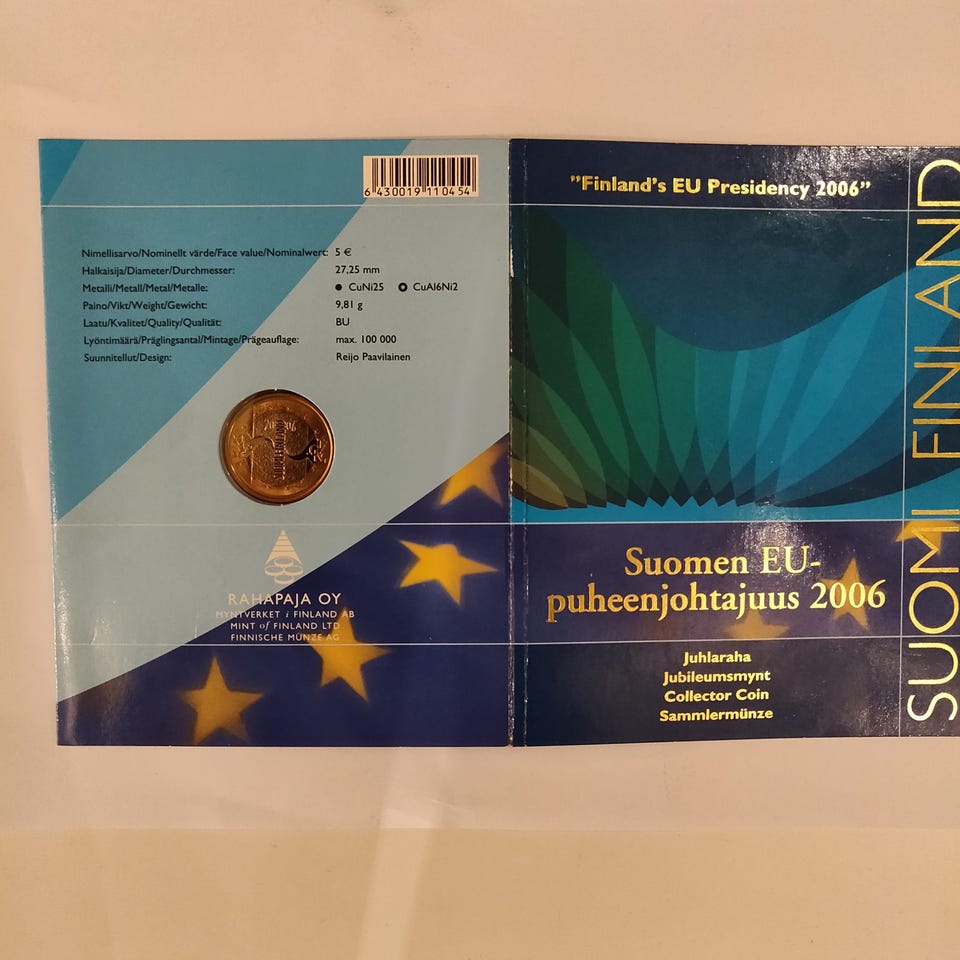 6 430019 110454
Nimellisarvo/Nominellt värde/Face value/Nominalwert: 5 €
Halkaisija/Diameter/Durchmesser: 27,25 mm
Metalli/Metall/Metal/Metalle: ● CuNi25 ○ CuAl6Ni2
Paino/Vikt/Weight/Gewicht: 9,81 g
Laatu/Kvalitet/Quality/Qualität: BU
Lyöntimäärä/Präglingsantal/Mintage/Prägeauflage: max. 100 000
Suunnitellut/Design: Reijo Paavilainen
RAHAPAJA OY
MYNTVERKET i FINLAND AB
MINT of FINLAND LTD
FINNISCHE MÜNZE AG
"Finland's EU Presidency 2006"
Suomen EU-
puheenjohtajuus 2006
Juhlaraha
Jubileumsmynt
Collector Coin
Sammlermünze
SUOMI FINLAND